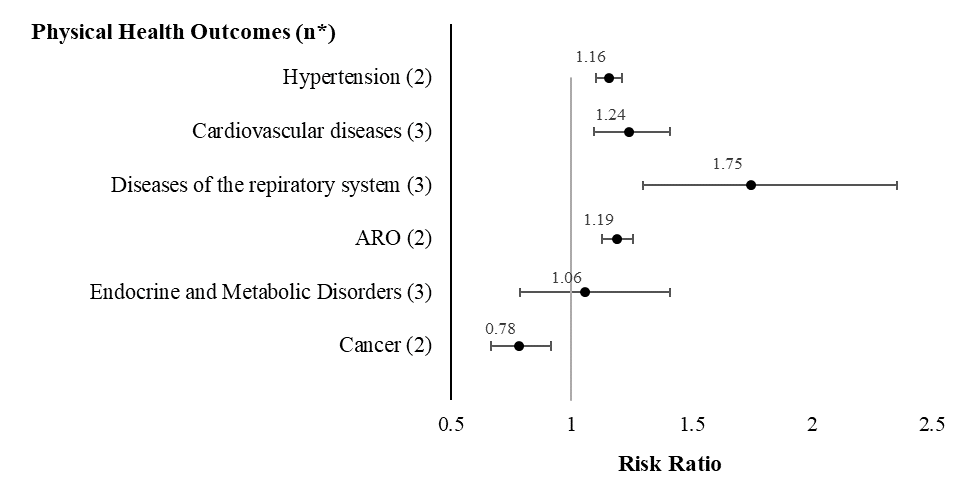 Physical Health Outcomes (n*)
1.16
Hypertension (2)
1.24
Cardiovascular diseases (3)
1.75
Diseases of the repiratory system (3)
1.19
ARO (2)
1.06
Endocrine and Metabolic Disorders (3)
0.78
Cancer (2)
0.5 1 1.5 2 2.5
Risk Ratio